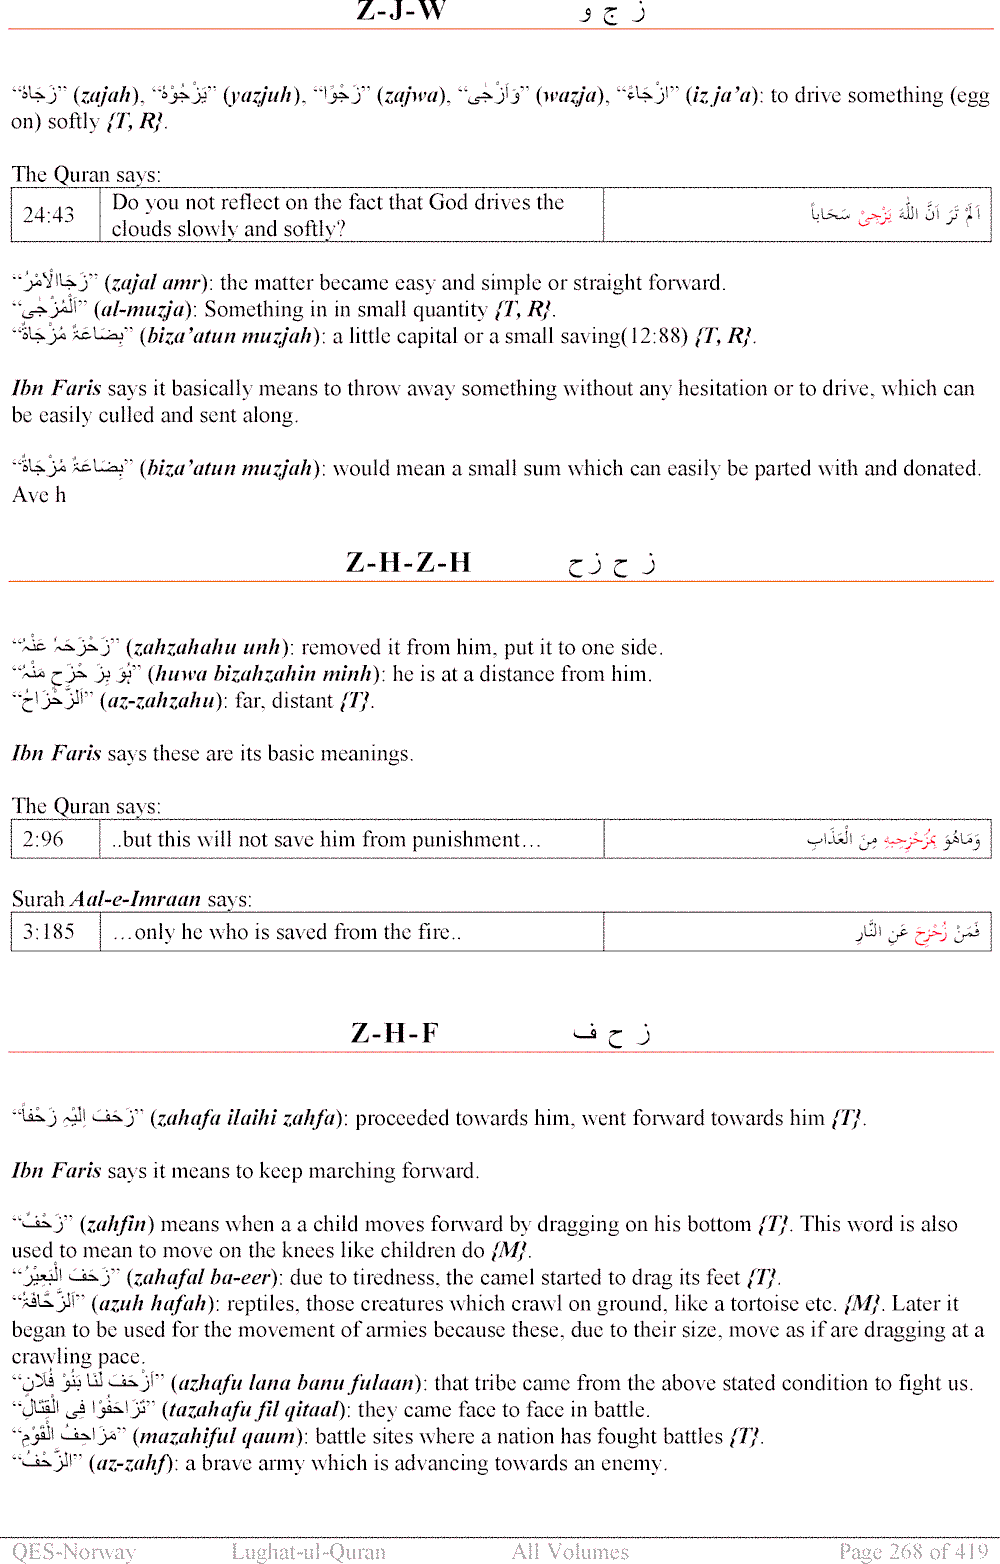 Z-J-W ز ج و
“زَجَاہُ” (zajah), “یَزْجُوْہُ” (yazjuh), “زَجْوًا” (zajwa), “وَاَزْجٰی” (wazja), “ازْجَاءً” (iz ja’a): to drive something (egg
on) softly {T, R}.
The Quran says:
24:43 Do you not reflect on the fact that God drives the اَلَمْ تَرَ اَنَّ اللّٰهَ يَزْجِىْ سَحَاباً
clouds slowly and softly?
“زَجَاالْاَمْرُ” (zajal amr): the matter became easy and simple or straight forward.
“اَلْمُزْجٰی” (al-muzja): Something in in small quantity {T, R}.
“بِضَاعَۃٌ مُزْجَاۃٌ” (biza’atun muzjah): a little capital or a small saving(12:88) {T, R}.
Ibn Faris says it basically means to throw away something without any hesitation or to drive, which can
be easily culled and sent along.
“بِضَاعَۃٌ مُزْجَاۃٌ” (biza’atun muzjah): would mean a small sum which can easily be parted with and donated.
Ave h
Z-H-Z-H ز ح ز ح
“زَحْزَحَہٗ عَنْہُ” (zahzahahu unh): removed it from him, put it to one side.
“ہُوَ بِزَ حْزَحٍ مَنْہُ” (huwa bizahzahin minh): he is at a distance from him.
“اَلزَّحْزَاحُ” (az-zahzahu): far, distant {T}.
Ibn Faris says these are its basic meanings.
The Quran says:
2:96 ..but this will not save him from punishment… وَمَاهُوَ بِمُزَحْزِحِيهِ مِنَ الْعَذَابِ
Surah Aal-e-Imraan says:
3:185 …only he who is saved from the fire.. فَمَنْ زُحْزِحَ عَنِ النَّارِ
Z-H-F ز ح ف
“زَحَفَ اِلَیْہِ زَحْفاً” (zahafa ilaihi zahfa): proceeded towards him, went forward towards him {T}.
Ibn Faris says it means to keep marching forward.
“زَحْفٌ” (zahfin) means when a a child moves forward by dragging on his bottom {T}. This word is also
used to mean to move on the knees like children do {M}.
“زَحَفَ الْبَعِیْرُ” (zahafal ba-eer): due to tiredness, the camel started to drag its feet {T}.
“اَلزَّحَّافَۃُ” (azuh hafah): reptiles, those creatures which crawl on ground, like a tortoise etc. {M}. Later it
began to be used for the movement of armies because these, due to their size, move as if are dragging at a
crawling pace.
“اَزْحَفَ لَنَا بَنُوْ فُلَانٍ” (azhafu lana banu fulaan): that tribe came from the above stated condition to fight us.
“تَزَاحَفُوْا فِی الْقِتَالِ” (tazahafu fil qitaal): they came face to face in battle.
“مَزَاحِفُ الْقَوْمِ” (mazahiful qaum): battle sites where a nation has fought battles {T}.
“اَلزَّحْفُ” (az-zahf): a brave army which is advancing towards an enemy.
QES-Norway Lughat-ul-Quran All Volumes Page 268 of 419